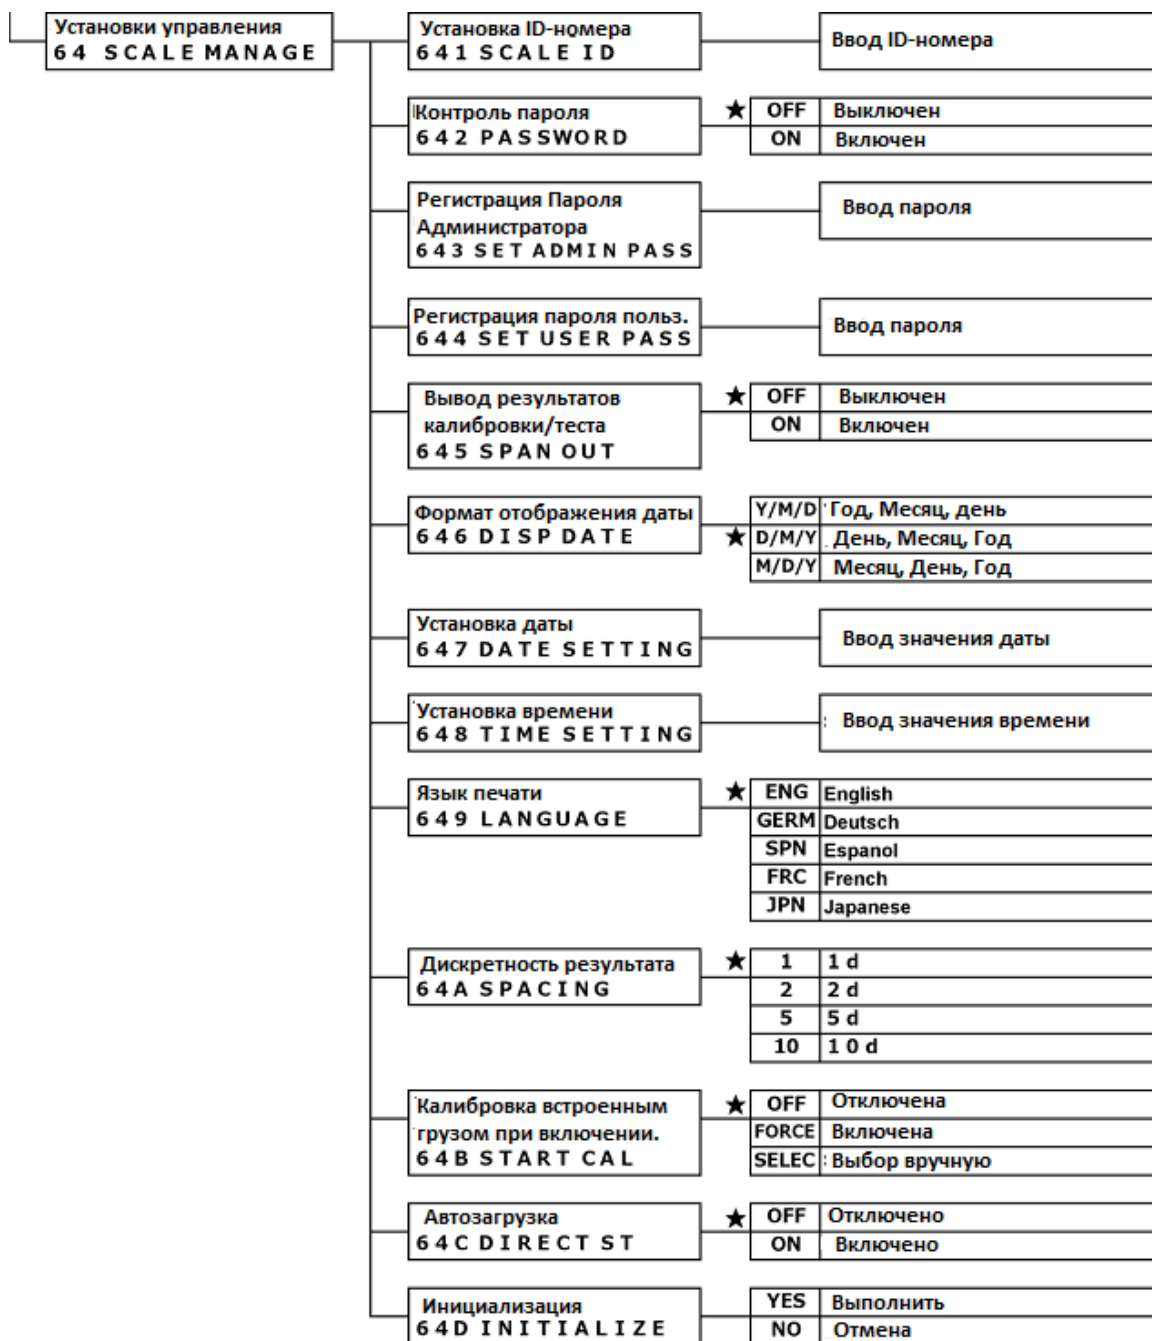 Установки управления
64 SCALE MANAGE
Установка ID-номера
641 SCALE ID
Ввод ID-номера
Контроль пароля
642 PASSWORD
★ OFF Выключен
ON Включен
Регистрация Пароля
Администратора
643 SET ADMIN PASS
Ввод пароля
Регистрация пароля польз.
644 SET USER PASS
Ввод пароля
Вывод результатов
калибровки/теста
645 SPAN OUT
★ OFF Выключен
ON Включен
Формат отображения даты
646 DISP DATE
Y/M/D Год, Месяц, день
★ D/M/Y День, Месяц, Год
M/D/Y Месяц, День, Год
Установка даты
647 DATE SETTING
Ввод значения даты
Установка времени
648 TIME SETTING
Ввод значения времени
Язык печати
649 LANGUAGE
★ ENG English
GERM Deutsch
SPN Espanol
FRC French
JPN Japanese
Дискретность результата
64A SPACING
★ 1 1 d
2 2 d
5 5 d
10 1 0 d
Калибровка встроенным
грузом при включении.
64B START CAL
★ OFF Отключена
FORCE Включена
SELEC : Выбор вручную
Автозагрузка
64C DIRECT ST
★ OFF Отключено
ON Включено
Инициализация
64D INITIALIZE
YES Выполнить
NO Отмена